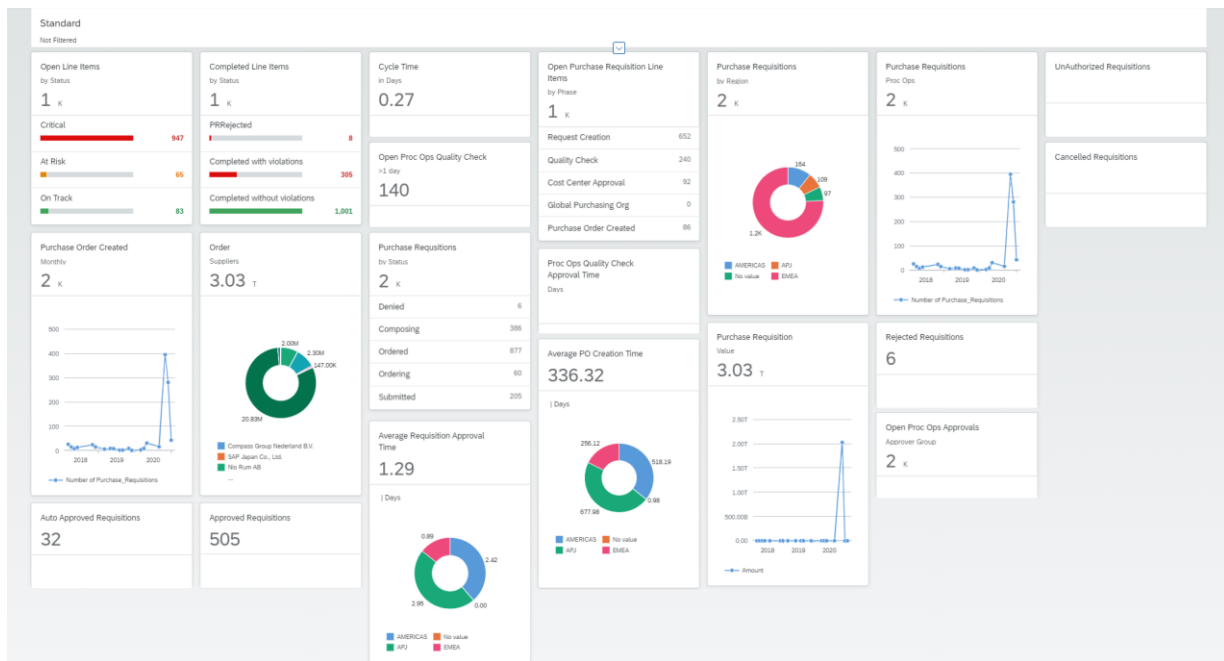 Standard
Not Filtered
Open Line Items
by Status
1 K
Critical
947
At Risk
65
On Track
83
Completed Line Items
by Status
1 K
PRRejected
8
Completed with violations
305
Completed without violations
1,001
Cycle Time
in Days
0.27
Open Proc Ops Quality Check
>1 day
140
Open Purchase Requisition Line
Items
by Phase
1 K
Request Creation 652
Quality Check 240
Cost Center Approval 92
Global Purchasing Org 0
Purchase Order Created 86
Purchase Requisitions
by Region
2 K
164
109
97
1.2K
AMERICAS APJ
No value EMEA
Purchase Requisitions
Proc Ops
2 K
500
400
300
200
100
0
2018 2019 2020
Number of Purchase_Requisitions
UnAuthorized Requisitions
Cancelled Requisitions
Purchase Order Created
Monthly
2 K
500
400
300
200
100
0
2018 2019 2020
Number of Purchase_Requisitions
Order
Suppliers
3.03 T
2.00M
2.30M
147.00K
20.83M
Compass Group Nederland B.V.
SAP Japan Co., Ltd.
Nio Rum AB
...
Purchase Requsitions
by Status
2 K
Denied 6
Composing 386
Ordered 877
Ordering 60
Submitted 205
Proc Ops Quality Check
Approval Time
Days
Average PO Creation Time
336.32
| Days
256.12
518.19
0.98
677.98
AMERICAS No value
APJ EMEA
Purchase Requisition
Value
3.03 T
2.50T
2.00T
1.50T
1.00T
500.00B
0.00
2018 2019 2020
Amount
Rejected Requisitions
6
Open Proc Ops Approvals
Approver Group
2 K
Average Requisition Approval
Time
1.29
| Days
0.89
2.42
0.00
2.95
AMERICAS No value
APJ EMEA
Auto Approved Requisitions
32
Approved Requisitions
505